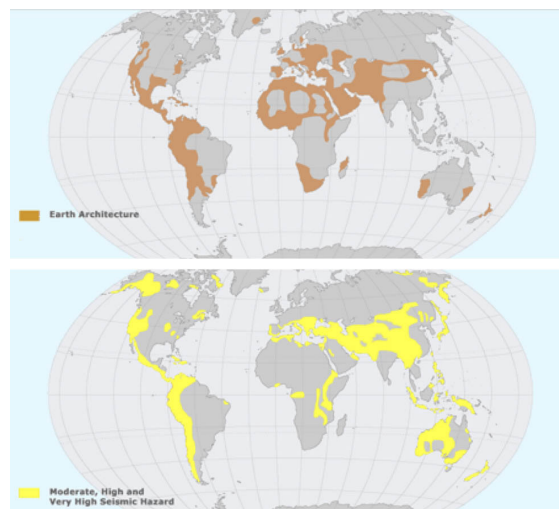 Earth Architecture
Moderate, High and
Very High Seismic Hazard